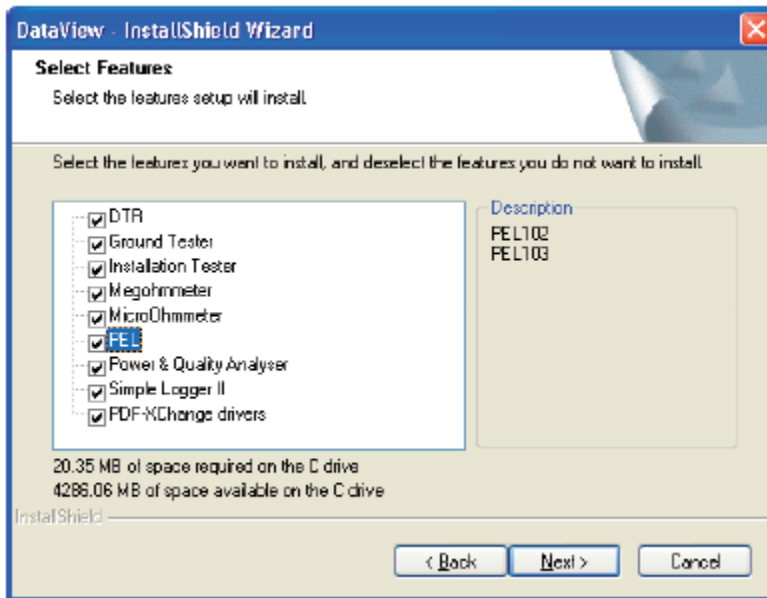 DataView - InstallShield Wizard
Select Features
Select the features setup will install.
Select the features you want to install, and deselect the features you do not want to install.
DTR
Ground Tester
Installation Tester
Megohmmeter
MicroOhmmeter
PEL
Power & Quality Analyser
Simple Logger II
PDF-XChange drivers
Description
PEL102
PEL103
20.35 MB of space required on the C drive
4286.06 MB of space available on the C drive
InstallShield
< Back
Next >
Cancel